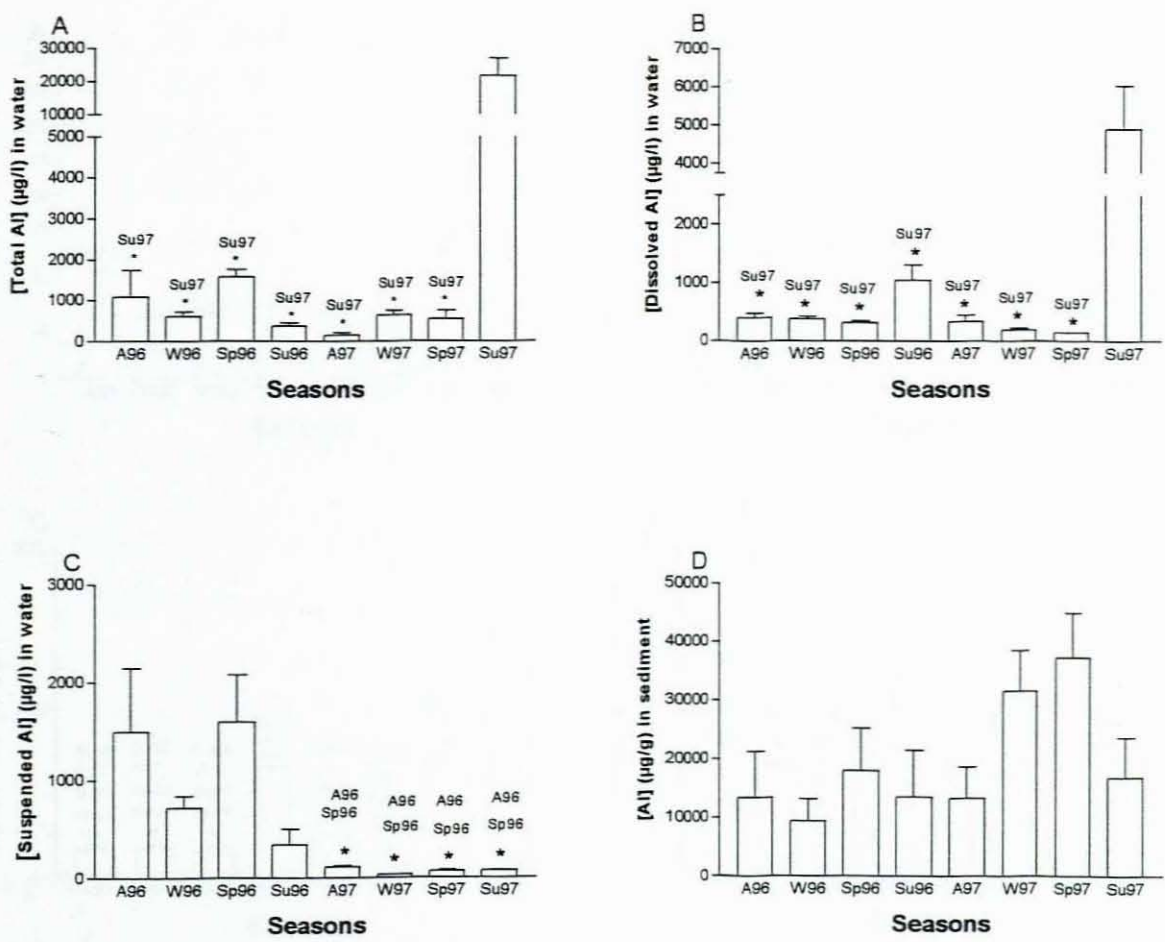 A
[Total Al] (µg/l) in water
30000
20000
10000
5000
4000
3000
2000
1000
0
Su97
*
Su97
*
Su97
*
Su97
*
Su97
*
Su97
*
Su97
*
A96 W96 Sp96 Su96 A97 W97 Sp97 Su97
Seasons
B
[Dissolved Al] (µg/l) in water
7000
6000
5000
4000
2000
1000
0
Su97
★
Su97
★
Su97
★
Su97
★
Su97
★
Su97
★
Su97
★
A96 W96 Sp96 Su96 A97 W97 Sp97 Su97
Seasons
C
[Suspended Al] (µg/l) in water
3000
2000
1000
0
A96
Sp96
★
A96
Sp96
★
A96
Sp96
★
A96
Sp96
★
A96 W96 Sp96 Su96 A97 W97 Sp97 Su97
Seasons
D
[Al] (µg/g) in sediment
50000
40000
30000
20000
10000
0
A96 W96 Sp96 Su96 A97 W97 Sp97 Su97
Seasons